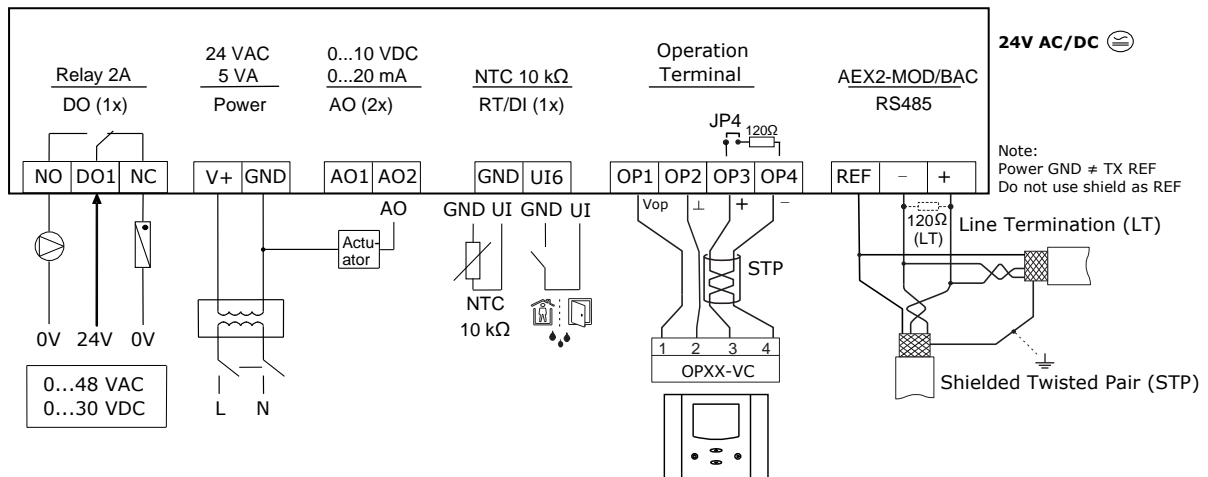 24V AC/DC
Relay 2A
DO (1x)
24 VAC
5 VA
Power
0...10 VDC
0...20 mA
AO (2x)
NTC 10 kΩ
RT/DI (1x)
Operation
Terminal
JP4
120Ω
AEX2-MOD/BAC
RS485
NO DO1 NC
V+ GND
AO1 AO2
GND UI6
OP1 OP2 OP3 OP4
REF − +
Note:
Power GND ≠ TX REF
Do not use shield as REF
AO
GND UI GND UI
Vop ⊥ + −
120Ω
(LT)
Line Termination (LT)
Actu-
ator
STP
NTC
10 kΩ
0V 24V 0V
0...48 VAC
0...30 VDC
L N
1 2 3 4
OPXX-VC
Shielded Twisted Pair (STP)